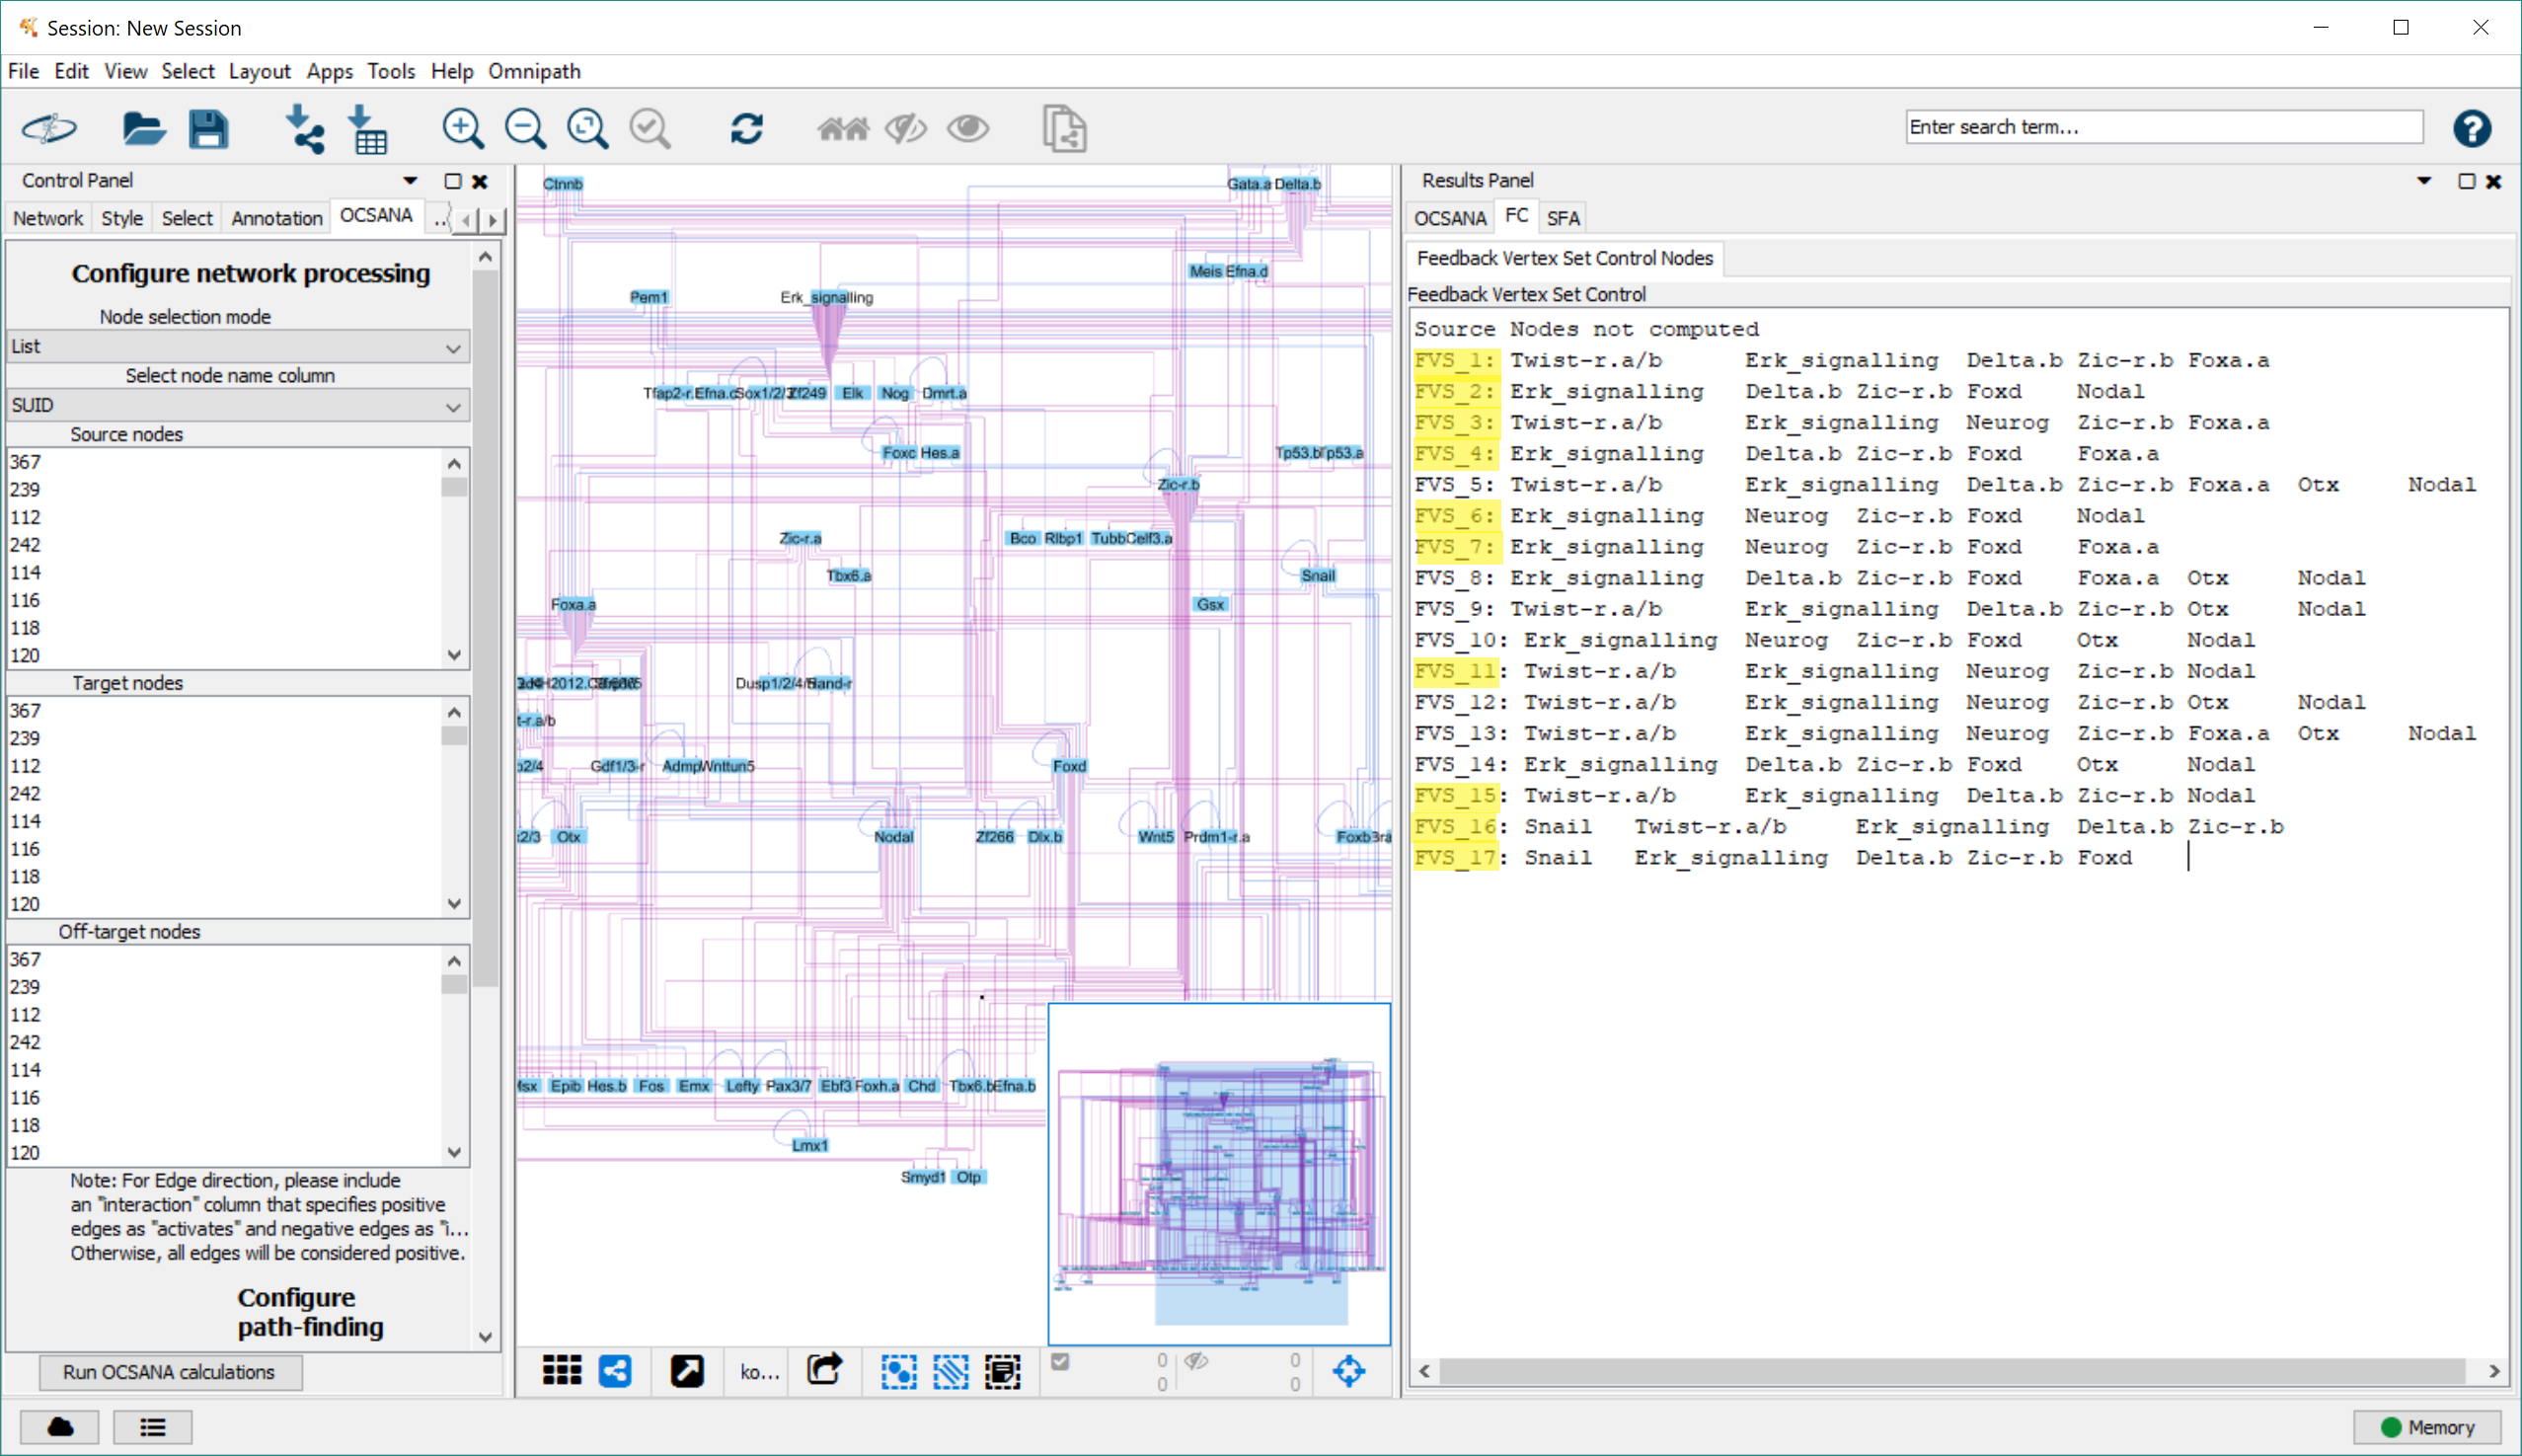 Session: New Session
File Edit View Select Layout Apps Tools Help Omnipath
Enter search term...
Control Panel
Network Style Select Annotation OCSANA ..
Configure network processing
Node selection mode
List
Select node name column
SUID
Source nodes
367
239
112
242
114
116
118
120
Target nodes
367
239
112
242
114
116
118
120
Off-target nodes
367
239
112
242
114
116
118
120
Note: For Edge direction, please include
an "interaction" column that specifies positive
edges as "activates" and negative edges as "i...
Otherwise, all edges will be considered positive.
Configure
path-finding
Run OCSANA calculations
Ctnnb Gata.a Delta.b
Meis Efna.d
Pem1 Erk_signalling
Zf249 Elk Nog Dmrt.a
Foxc Hes.a
Tp53.a
Zic-r.b
Zic-r.a
Bco Rlbp1 Tubb Celf3.a
Tbx6.a Snail
Foxa.a Gsx
t-r.a/b
Gdf1/3-r Admp Wnttun5 Foxd
Otx Nodal Zf266 Dlx.b Wnt5 Prdm1-r.a Foxb
Epib Hes.b Fos Emx Lefty Pax3/7 Ebf3 Foxh.a Chd Tbx6.b Efna.b
Lmx1
Smyd1 Otp
ko... 0 0
0 0
Results Panel
OCSANA FC SFA
Feedback Vertex Set Control Nodes
Feedback Vertex Set Control
Source Nodes not computed
FVS_1: Twist-r.a/b Erk_signalling Delta.b Zic-r.b Foxa.a
FVS_2: Erk_signalling Delta.b Zic-r.b Foxd Nodal
FVS_3: Twist-r.a/b Erk_signalling Neurog Zic-r.b Foxa.a
FVS_4: Erk_signalling Delta.b Zic-r.b Foxd Foxa.a
FVS_5: Twist-r.a/b Erk_signalling Delta.b Zic-r.b Foxa.a Otx Nodal
FVS_6: Erk_signalling Neurog Zic-r.b Foxd Nodal
FVS_7: Erk_signalling Neurog Zic-r.b Foxd Foxa.a
FVS_8: Erk_signalling Delta.b Zic-r.b Foxd Foxa.a Otx Nodal
FVS_9: Twist-r.a/b Erk_signalling Delta.b Zic-r.b Otx Nodal
FVS_10: Erk_signalling Neurog Zic-r.b Foxd Otx Nodal
FVS_11: Twist-r.a/b Erk_signalling Neurog Zic-r.b Nodal
FVS_12: Twist-r.a/b Erk_signalling Neurog Zic-r.b Otx Nodal
FVS_13: Twist-r.a/b Erk_signalling Neurog Zic-r.b Foxa.a Otx Nodal
FVS_14: Erk_signalling Delta.b Zic-r.b Foxd Otx Nodal
FVS_15: Twist-r.a/b Erk_signalling Delta.b Zic-r.b Nodal
FVS_16: Snail Twist-r.a/b Erk_signalling Delta.b Zic-r.b
FVS_17: Snail Erk_signalling Delta.b Zic-r.b Foxd
Memory